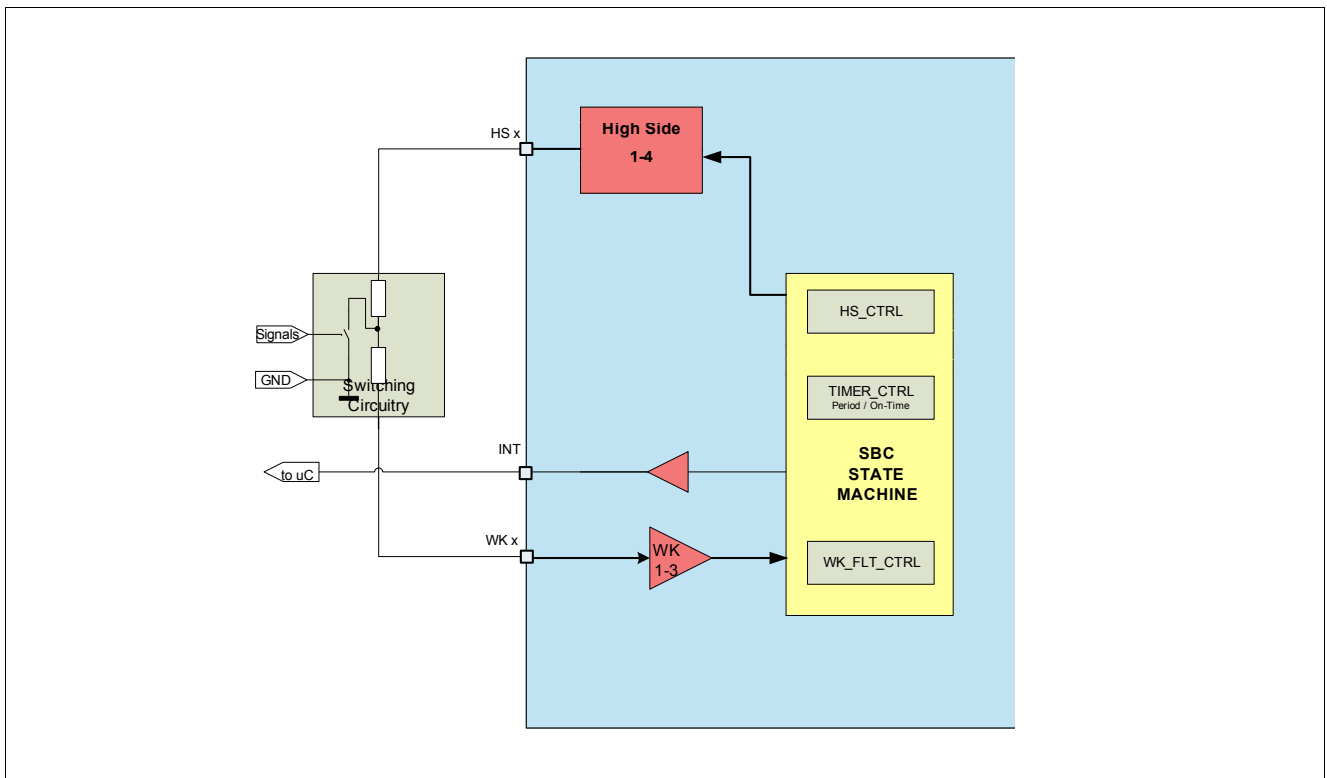 High Side
1-4
HS x
HS_CTRL
Signals
GND
Switching
Circuitry
TIMER_CTRL
Period / On-Time
SBC
STATE
MACHINE
INT
to uC
WK x
WK
1-3
WK_FLT_CTRL